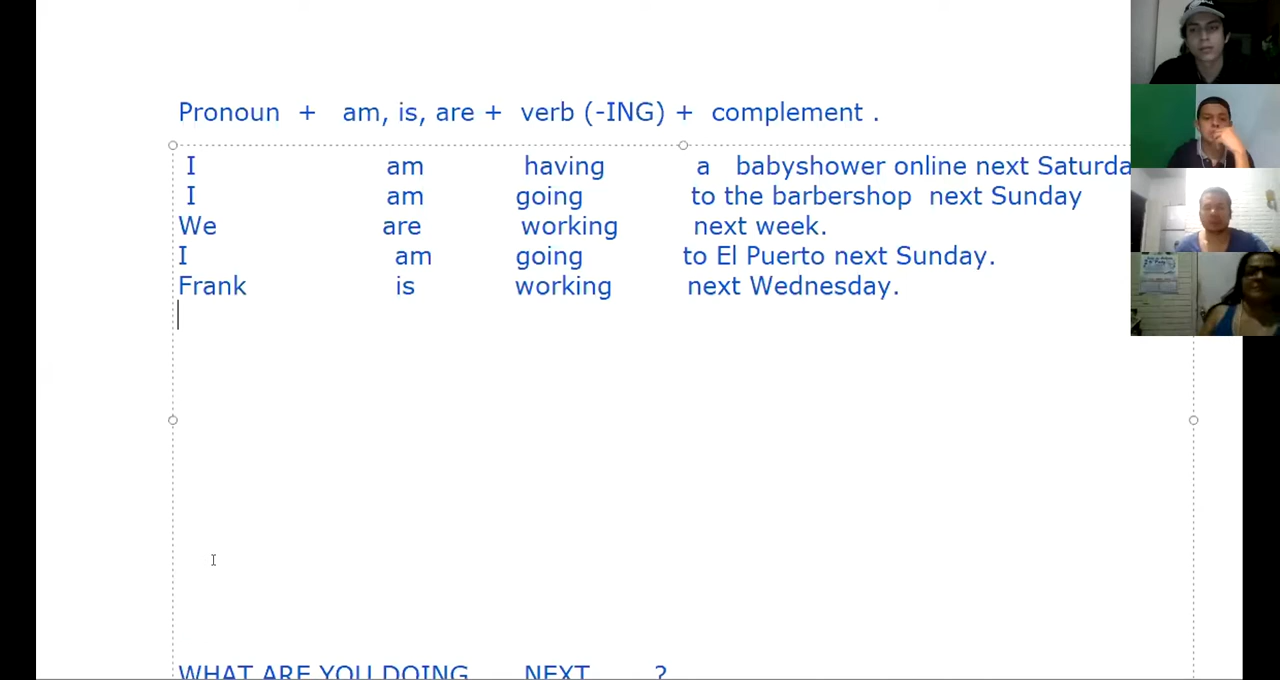 Pronoun + am, is, are + verb (-ING) + complement .
I am having a babyshower online next Saturda
I am going to the barbershop next Sunday
We are working next week.
I am going to El Puerto next Sunday.
Frank is working next Wednesday.
WHAT ARE YOU DOING NEXT ?